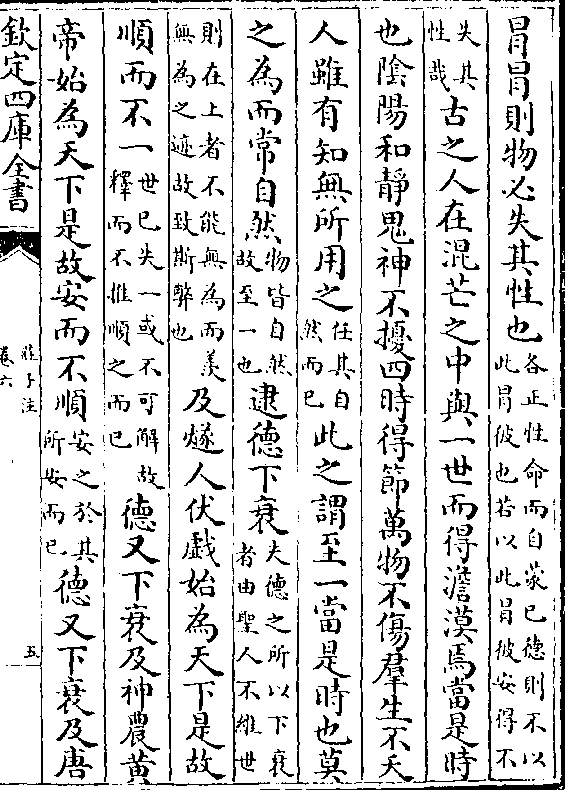 冐冐則物必失其性也各正性命而自蒙己德則不以此冐彼也若以此冐彼安得不
失其性哉古之人在混芒之中與一世而得澹漠焉當是時
也陰陽和靜鬼神不擾四時得節萬物不傷羣生不夭
人雖有知無所用之任其自然而已此之謂至一當是時也莫
之為而常自然物皆自然故至一也逮德下衰夫德之所以下衰者由聖人不継世
則在上者不能無為而羡無為之迹故致斯弊也及燧人伏戯始為天下是故
順而不一世已失一或不可解故釋而不推順之而已德又下衰及神農黄
帝始為天下是故安而不順安之於其所安而已德又下衰及唐
欽定四庫全書
莊子注
卷六
五